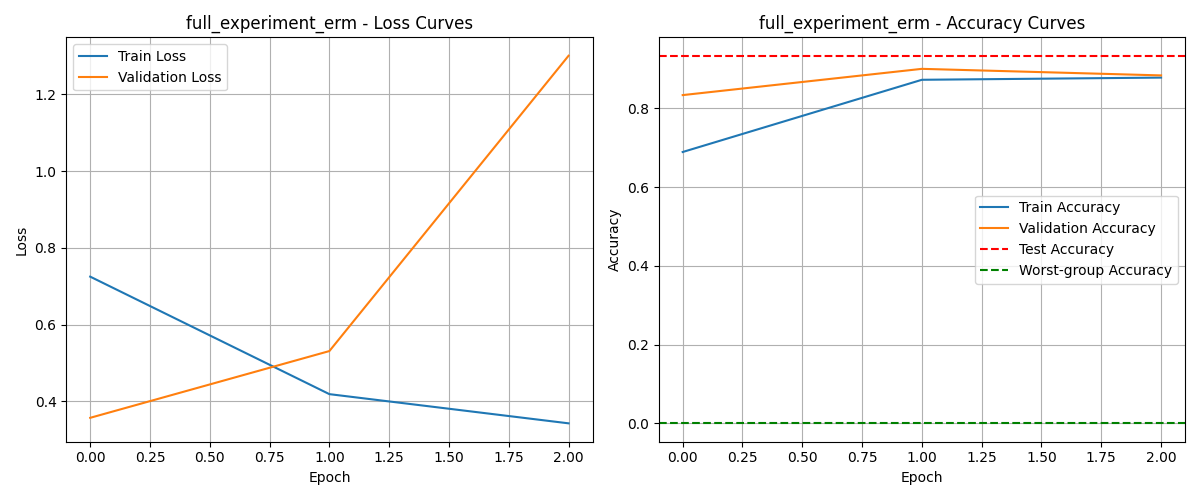 full_experiment_erm - Loss Curves
Train Loss
Validation Loss
1.2
1.0
0.8
0.6
0.4
Loss
0.00 0.25 0.50 0.75 1.00 1.25 1.50 1.75 2.00
Epoch
full_experiment_erm - Accuracy Curves
0.8
0.6
0.4
0.2
0.0
Accuracy
Train Accuracy
Validation Accuracy
Test Accuracy
Worst-group Accuracy
0.00 0.25 0.50 0.75 1.00 1.25 1.50 1.75 2.00
Epoch